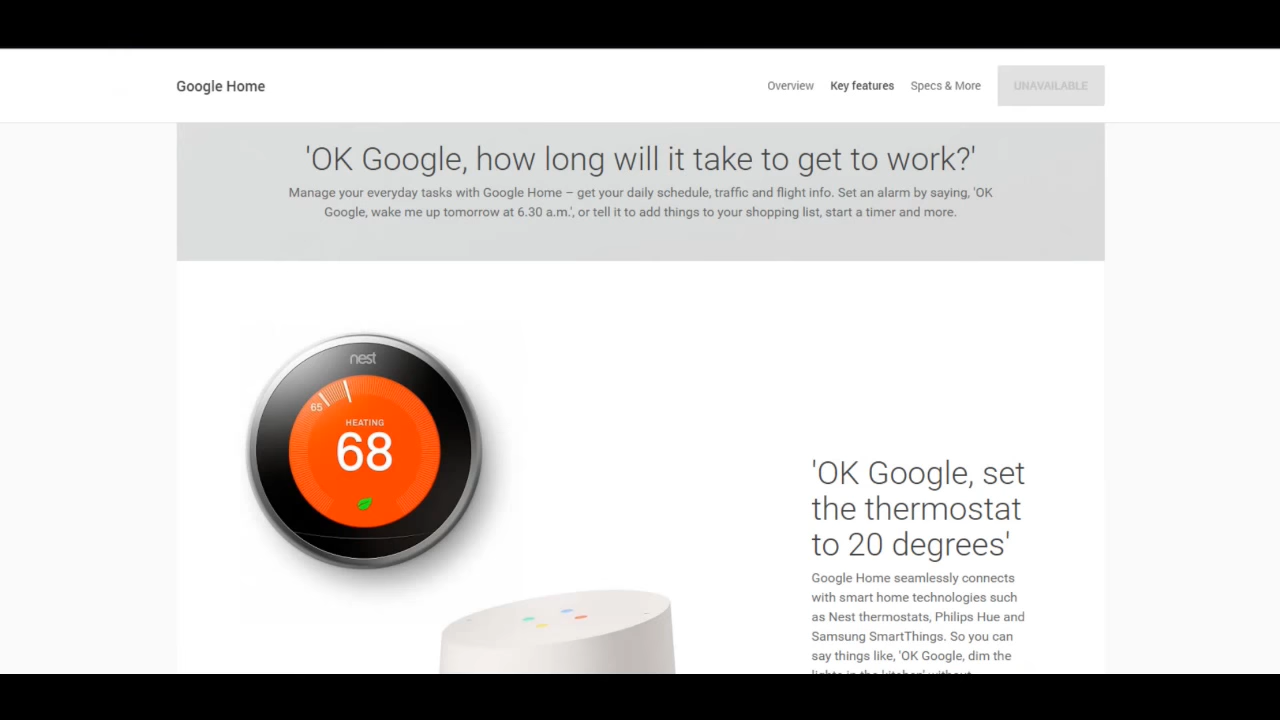 Google Home
Overview
Key features
Specs & More
UNAVAILABLE
'OK Google, how long will it take to get to work?'
Manage your everyday tasks with Google Home – get your daily schedule, traffic and flight info. Set an alarm by saying, 'OK
Google, wake me up tomorrow at 6.30 a.m.', or tell it to add things to your shopping list, start a timer and more.
nest
65
HEATING
68
'OK Google, set
the thermostat
to 20 degrees'
Google Home seamlessly connects
with smart home technologies such
as Nest thermostats, Philips Hue and
Samsung SmartThings. So you can
say things like, 'OK Google, dim the
lights in the kitchen' without